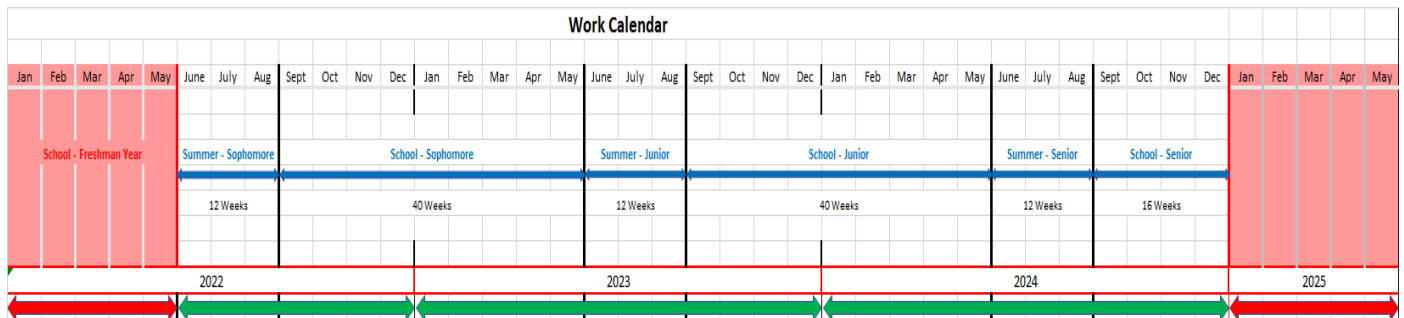 Work Calendar
Jan Feb Mar Apr May June July Aug Sept Oct Nov Dec Jan Feb Mar Apr May June July Aug Sept Oct Nov Dec Jan Feb Mar Apr May June July Aug Sept Oct Nov Dec Jan Feb Mar Apr May
School - Freshman Year Summer - Sophomore School - Sophomore Summer - Junior School - Junior Summer - Senior School - Senior
12 Weeks 40 Weeks 12 Weeks 40 Weeks 12 Weeks 16 Weeks
2022 2023 2024 2025